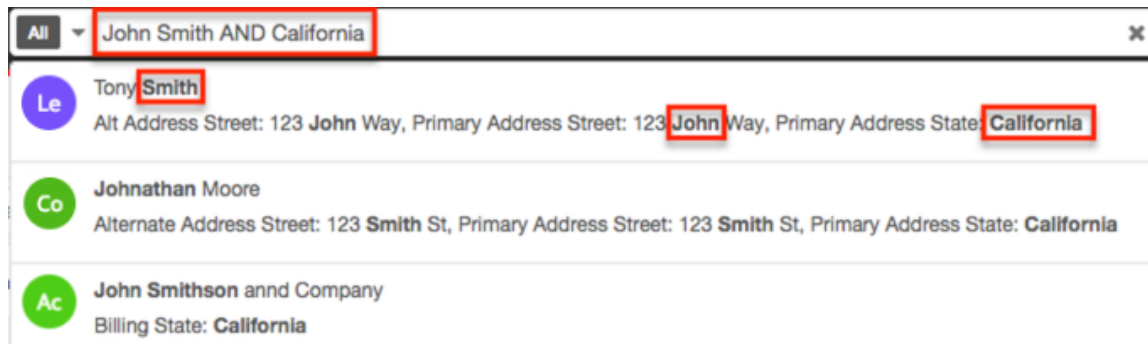 All John Smith AND California
Le
Tony Smith
Alt Address Street: 123 John Way, Primary Address Street: 123 John Way, Primary Address State: California
Co
Johnathan Moore
Alternate Address Street: 123 Smith St, Primary Address Street: 123 Smith St, Primary Address State: California
Ac
John Smithson annd Company
Billing State: California